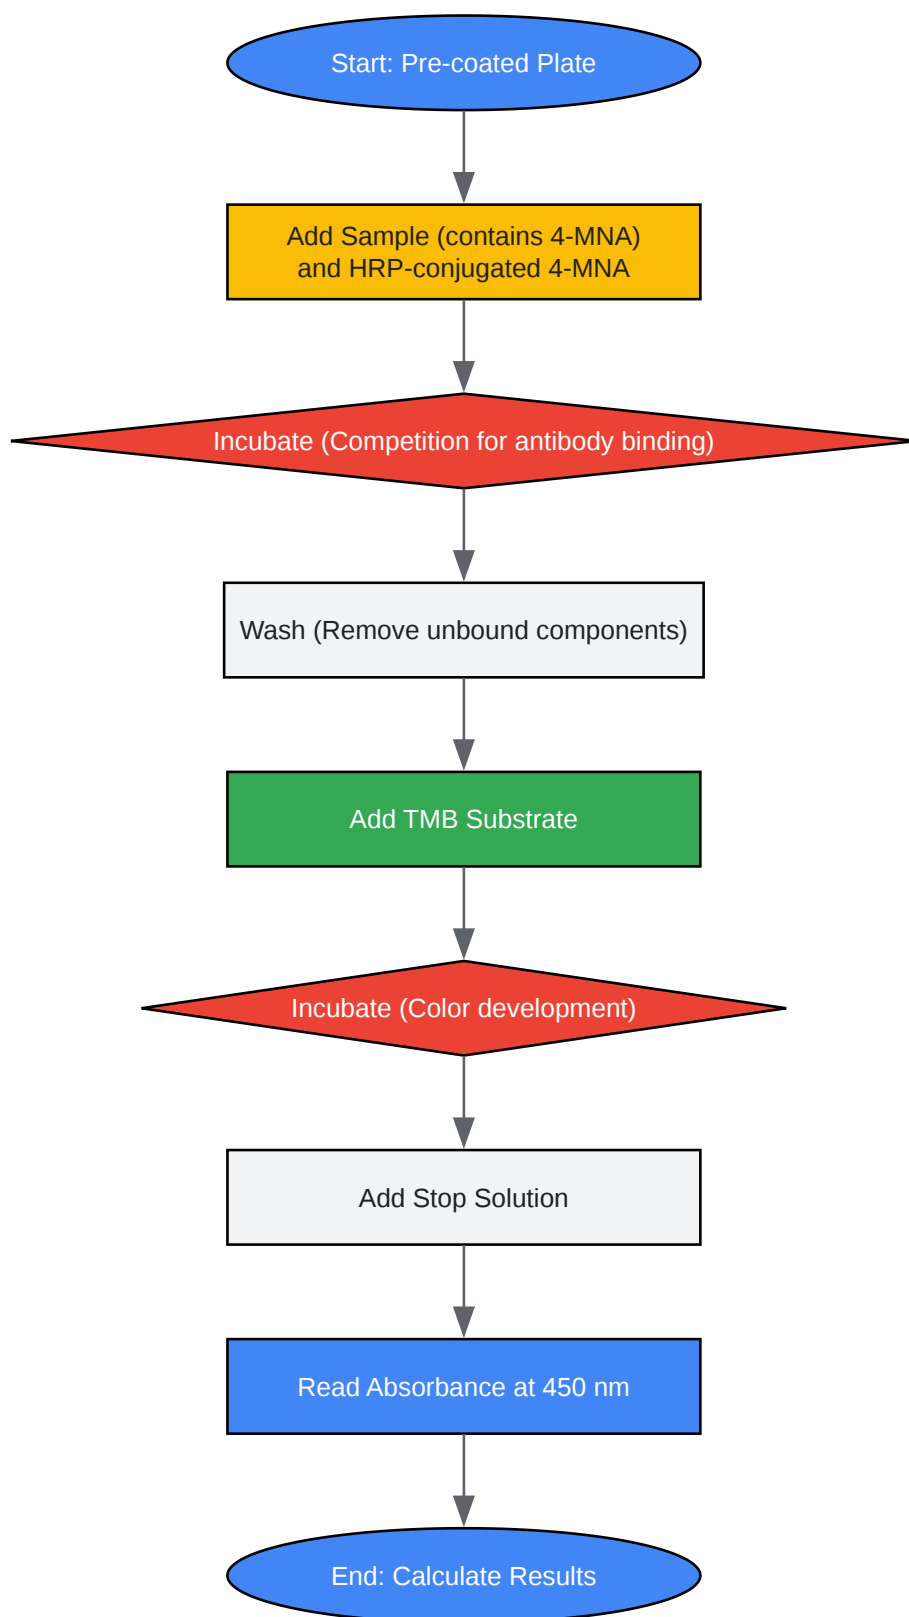 Start: Pre-coated Plate
Add Sample (contains 4-MNA)
and HRP-conjugated 4-MNA
Incubate (Competition for antibody binding)
Wash (Remove unbound components)
Add TMB Substrate
Incubate (Color development)
Add Stop Solution
Read Absorbance at 450 nm
End: Calculate Results